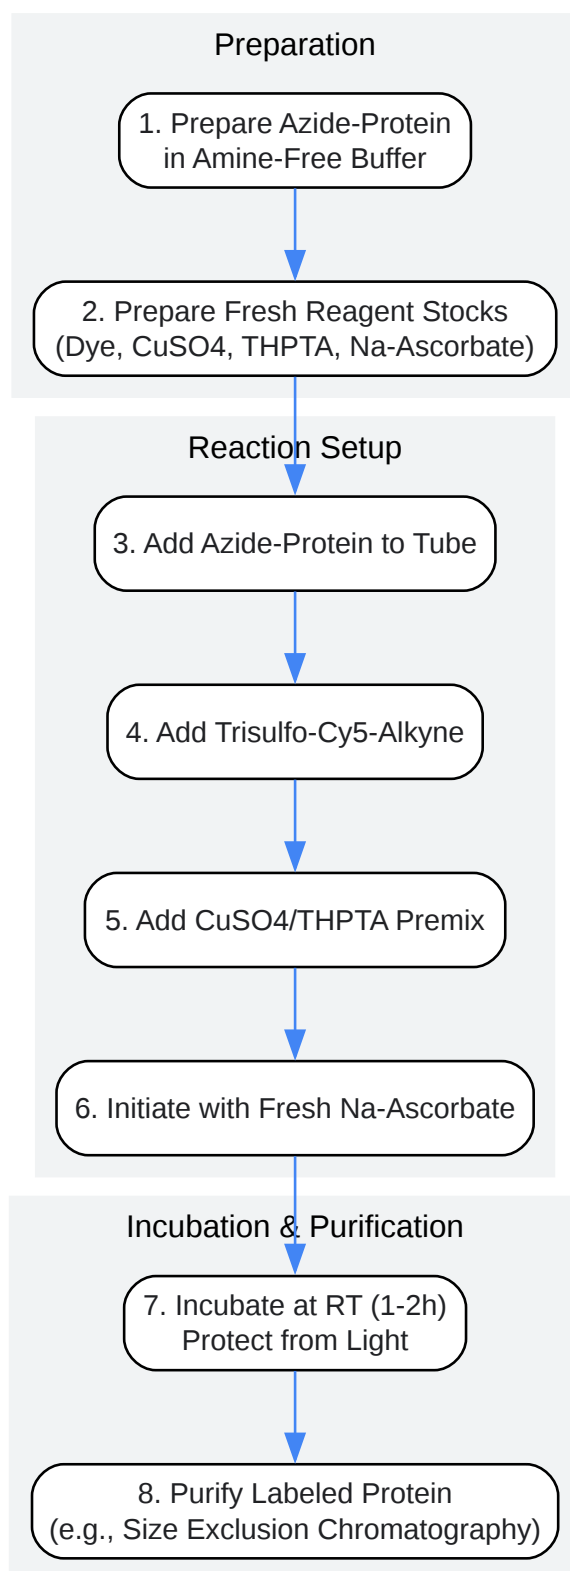 Preparation
1. Prepare Azide-Protein
in Amine-Free Buffer
2. Prepare Fresh Reagent Stocks
(Dye, CuSO4, THPTA, Na-Ascorbate)
Reaction Setup
3. Add Azide-Protein to Tube
4. Add Trisulfo-Cy5-Alkyne
5. Add CuSO4/THPTA Premix
6. Initiate with Fresh Na-Ascorbate
Incubation & Purification
7. Incubate at RT (1-2h)
Protect from Light
8. Purify Labeled Protein
(e.g., Size Exclusion Chromatography)